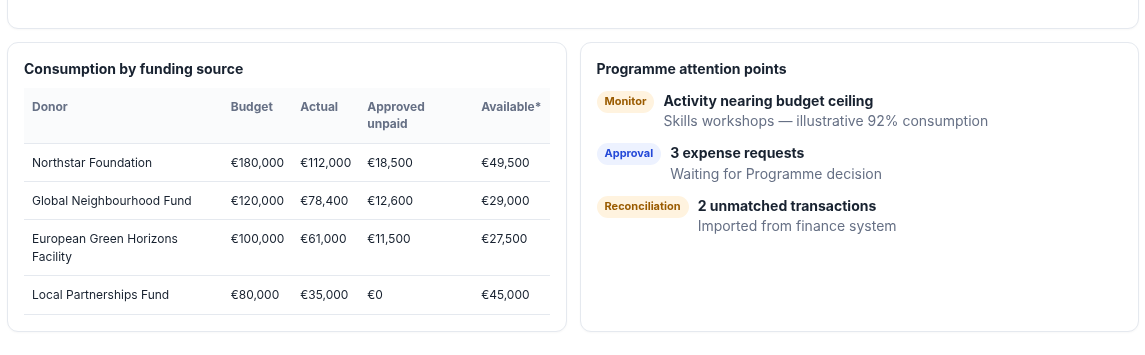 Consumption by funding source
Donor Budget Actual Approved unpaid Available*
Northstar Foundation €180,000 €112,000 €18,500 €49,500
Global Neighbourhood Fund €120,000 €78,400 €12,600 €29,000
European Green Horizons Facility €100,000 €61,000 €11,500 €27,500
Local Partnerships Fund €80,000 €35,000 €0 €45,000
Programme attention points
Monitor Activity nearing budget ceiling
Skills workshops — illustrative 92% consumption
Approval 3 expense requests
Waiting for Programme decision
Reconciliation 2 unmatched transactions
Imported from finance system